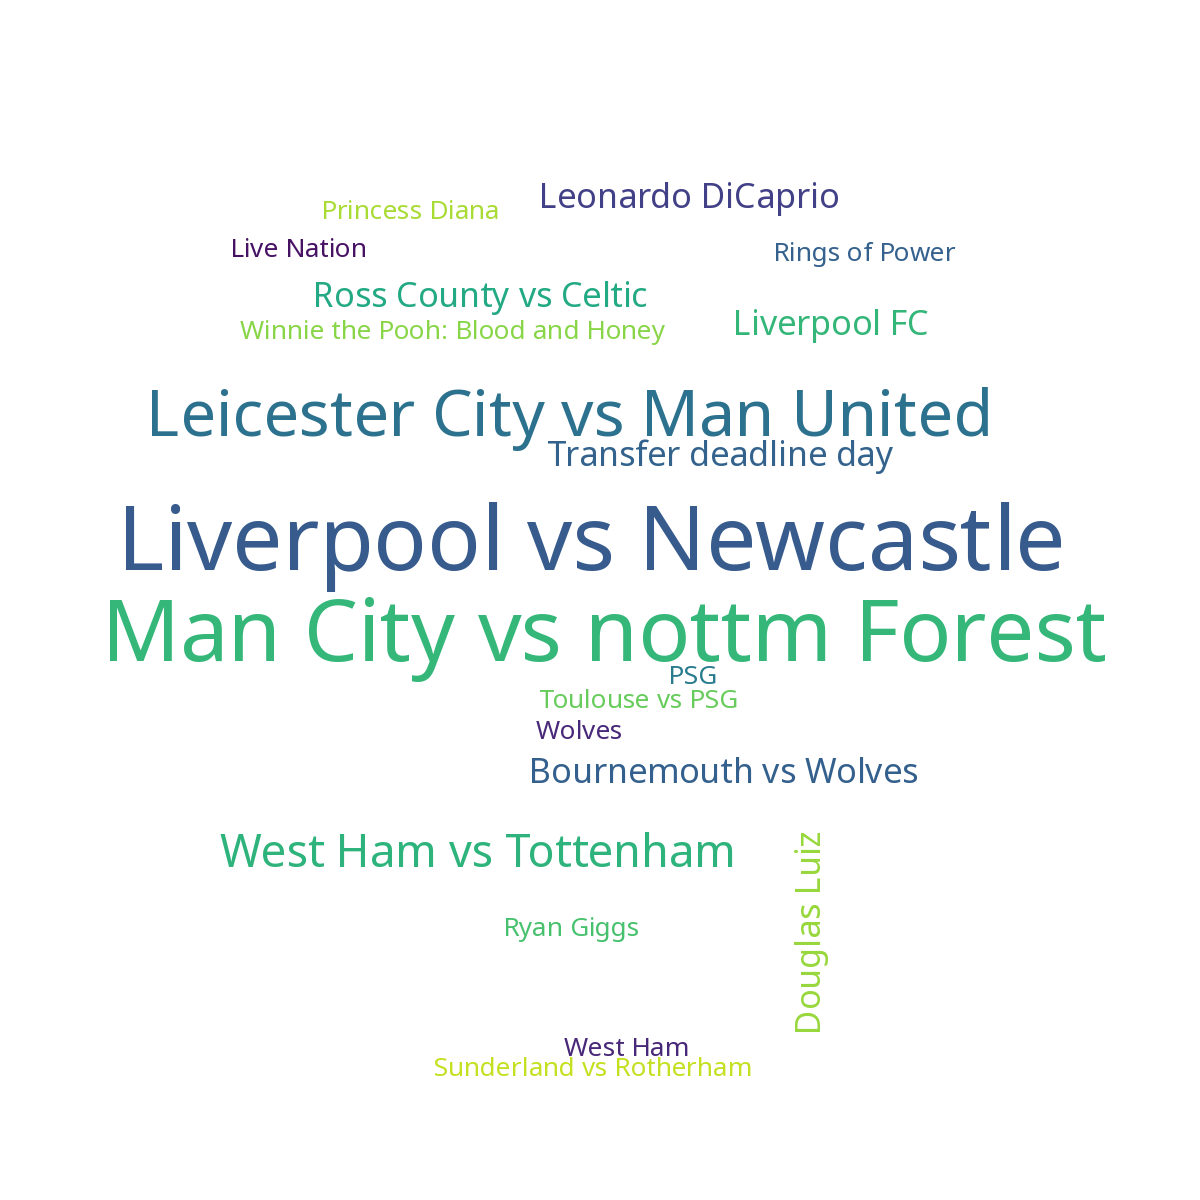 Leonardo DiCaprio
Princess Diana
Live Nation
Rings of Power
Ross County vs Celtic
Liverpool FC
Winnie the Pooh: Blood and Honey
Leicester City vs Man United
Transfer deadline day
Liverpool vs Newcastle
Man City vs nottm Forest
PSG
Toulouse vs PSG
Wolves
Bournemouth vs Wolves
West Ham vs Tottenham
Douglas Luiz
Ryan Giggs
West Ham
Sunderland vs Rotherham